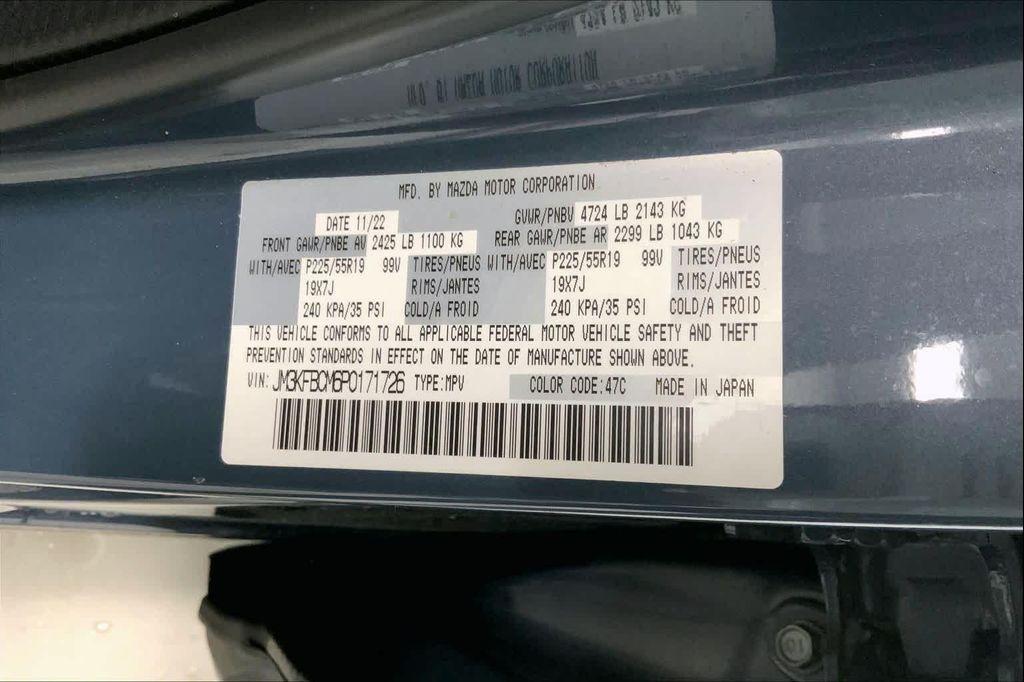 MFD. BY MAZDA MOTOR CORPORATION
DATE 11/22 GVWR/PNBV 4724 LB 2143 KG
FRONT GAWR/PNBE AV 2425 LB 1100 KG REAR GAWR/PNBE AR 2299 LB 1043 KG
WITH/AVEC P225/55R19 99V TIRES/PNEUS WITH/AVEC P225/55R19 99V TIRES/PNEUS
19X7J RIMS/JANTES 19X7J RIMS/JANTES
240 KPA/35 PSI COLD/A FROID 240 KPA/35 PSI COLD/A FROID
THIS VEHICLE CONFORMS TO ALL APPLICABLE FEDERAL MOTOR VEHICLE SAFETY AND THEFT
PREVENTION STANDARDS IN EFFECT ON THE DATE OF MANUFACTURE SHOWN ABOVE.
VIN: JM3KFBCM6P0171726 TYPE:MPV COLOR CODE:47C MADE IN JAPAN